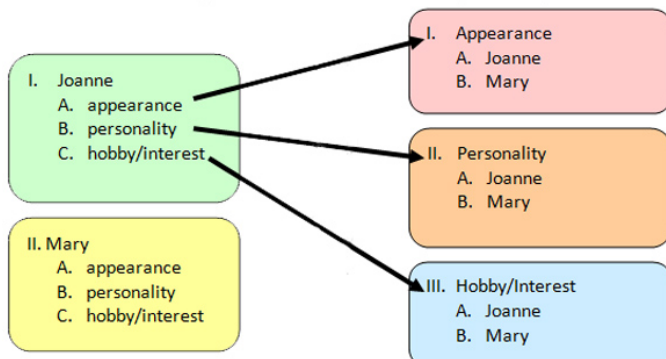 I. Joanne
A. appearance
B. personality
C. hobby/interest
II. Mary
A. appearance
B. personality
C. hobby/interest
I. Appearance
A. Joanne
B. Mary
II. Personality
A. Joanne
B. Mary
III. Hobby/Interest
A. Joanne
B. Mary